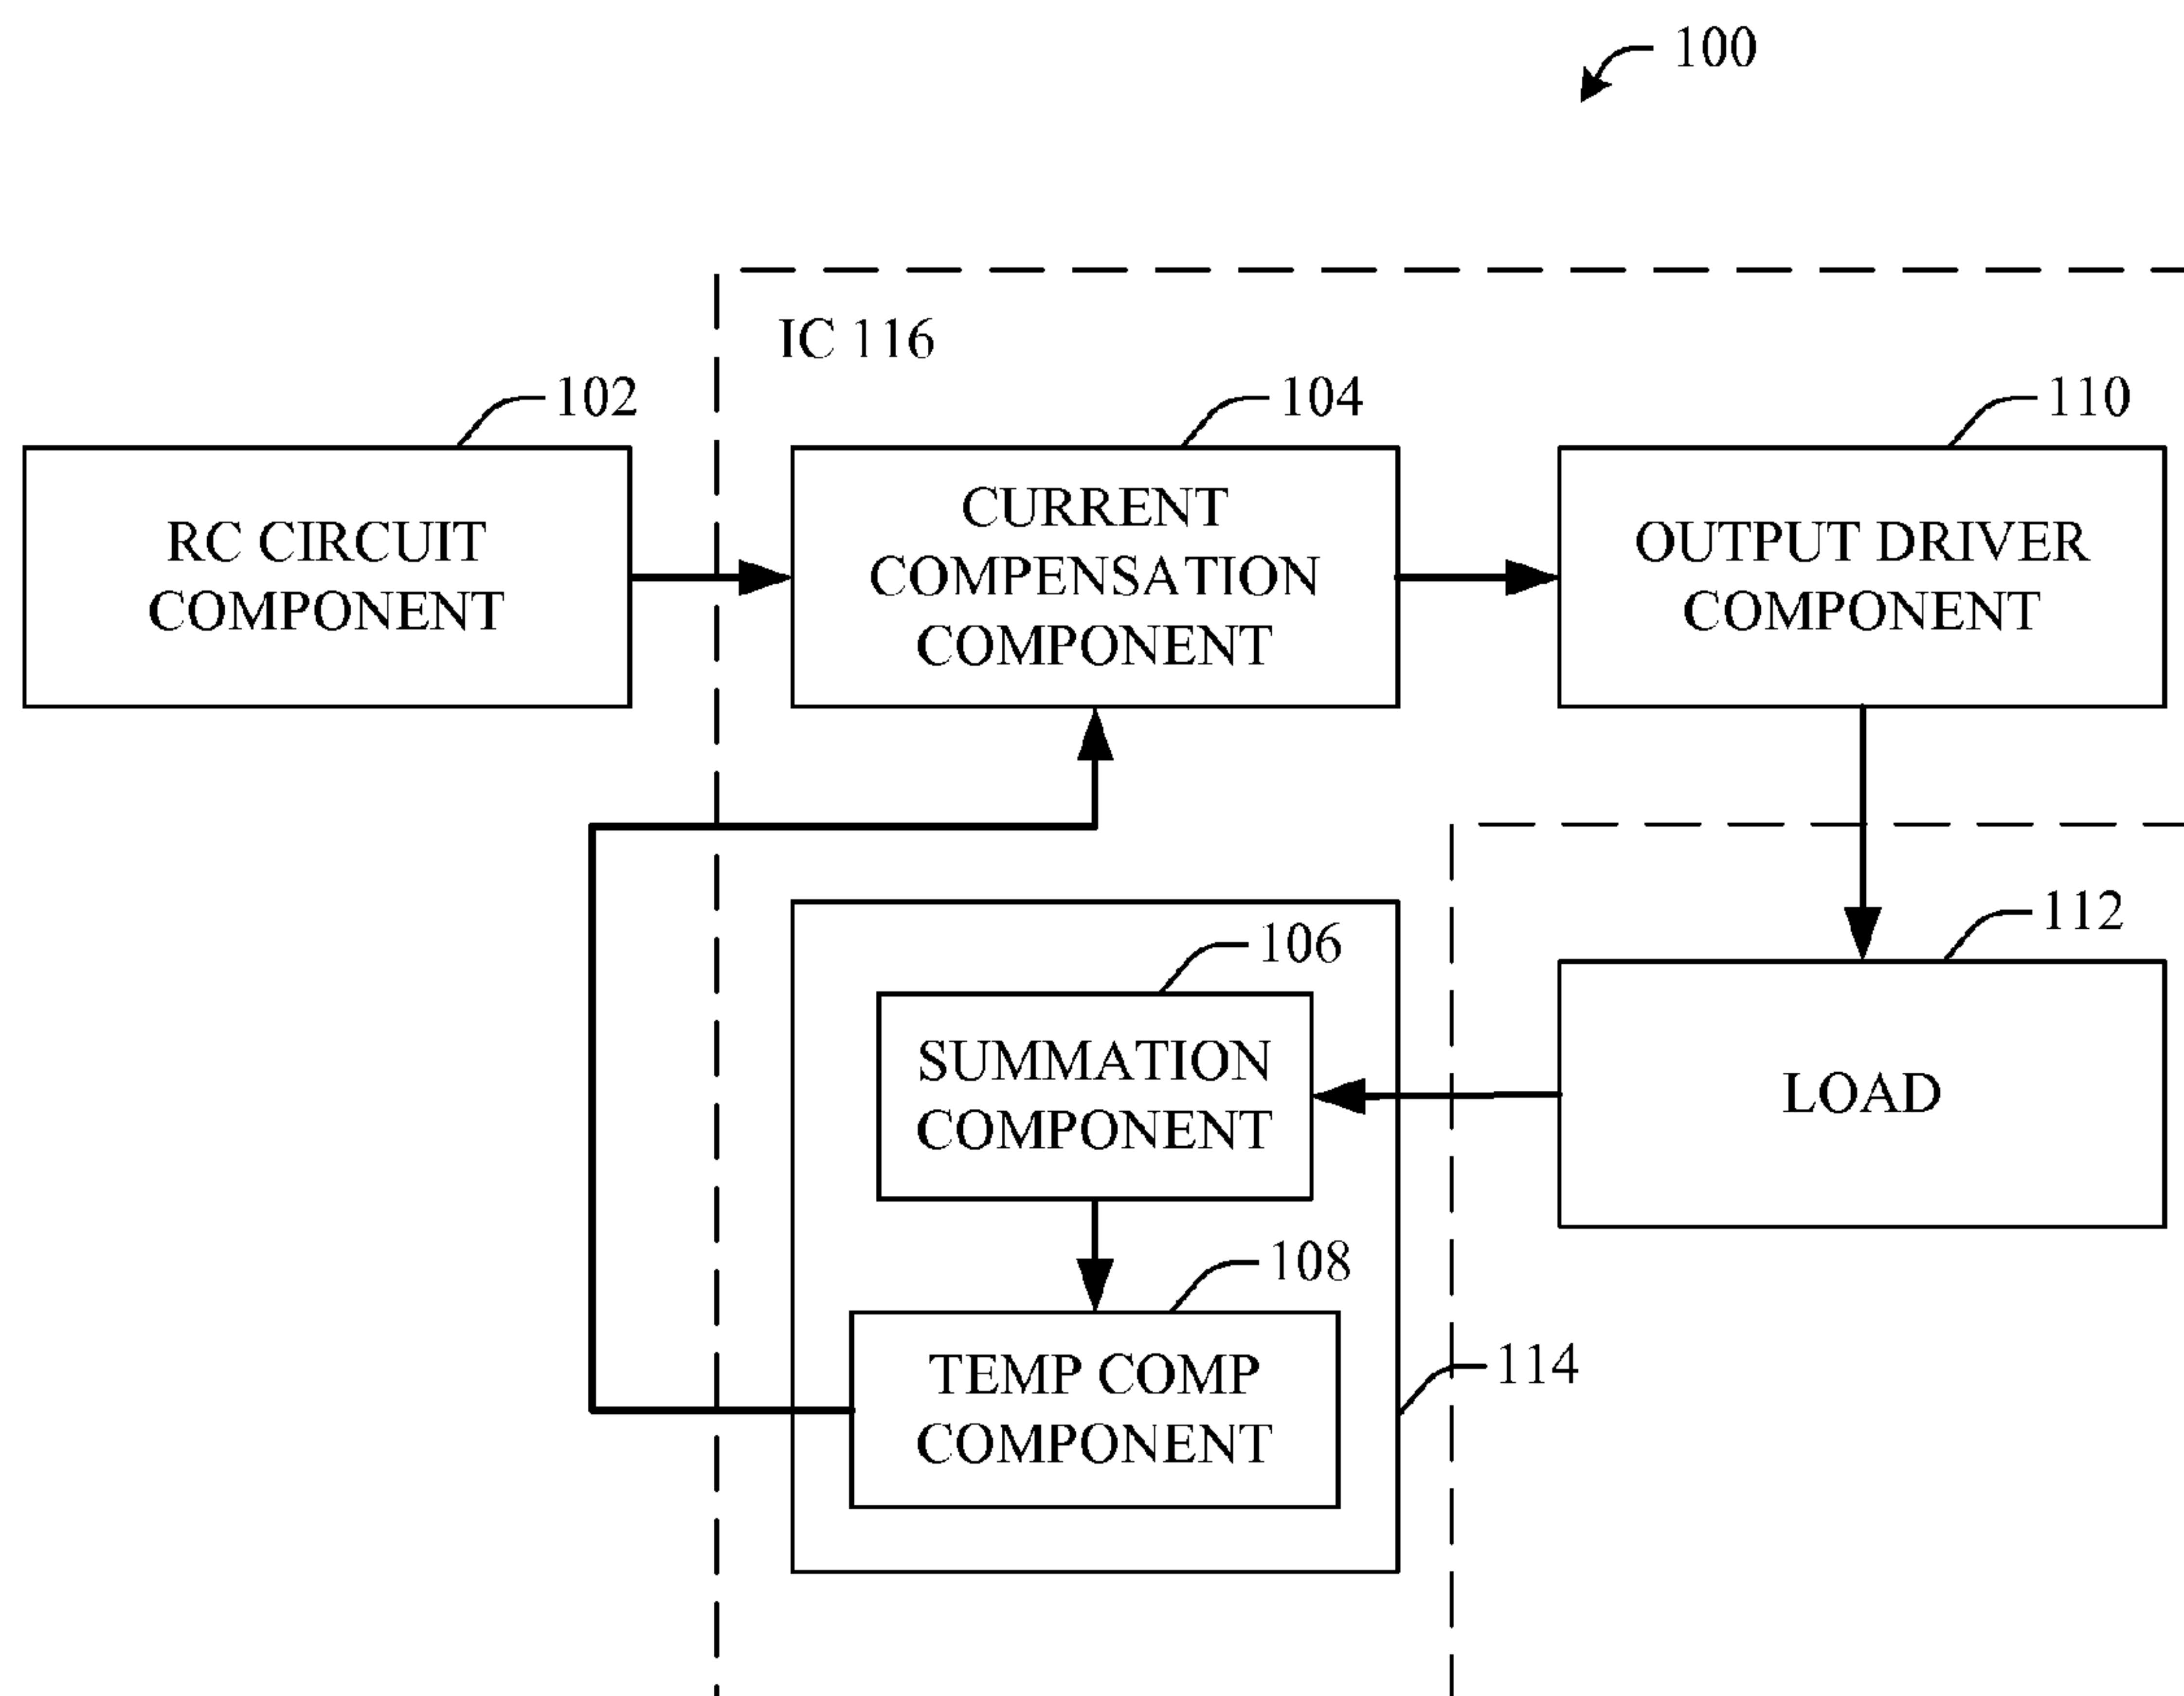 100
IC 116
102
104
110
RC CIRCUIT
COMPONENT
CURRENT
COMPENSATION
COMPONENT
OUTPUT DRIVER
COMPONENT
112
106
SUMMATION
COMPONENT
LOAD
108
TEMP COMP
COMPONENT
114